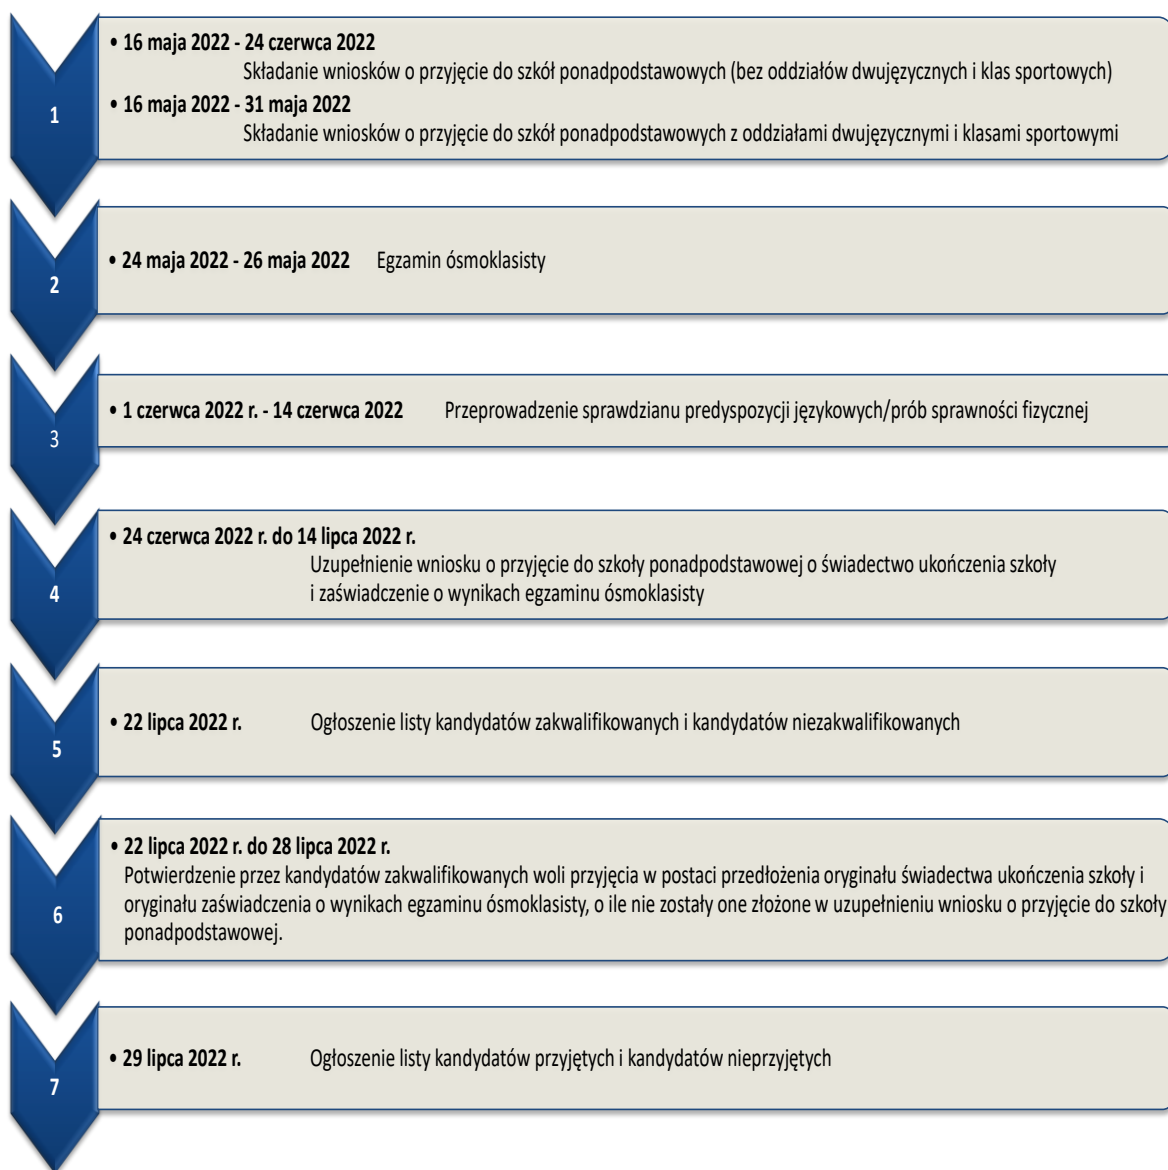 1
• 16 maja 2022 - 24 czerwca 2022
Składanie wniosków o przyjęcie do szkół ponadpodstawowych (bez oddziałów dwujęzycznych i klas sportowych)
• 16 maja 2022 - 31 maja 2022
Składanie wniosków o przyjęcie do szkół ponadpodstawowych z oddziałami dwujęzycznymi i klasami sportowymi
2
• 24 maja 2022 - 26 maja 2022 Egzamin ósmoklasisty
3
• 1 czerwca 2022 r. - 14 czerwca 2022 Przeprowadzenie sprawdzianu predyspozycji językowych/prób sprawności fizycznej
4
• 24 czerwca 2022 r. do 14 lipca 2022 r.
Uzupełnienie wniosku o przyjęcie do szkoły ponadpodstawowej o świadectwo ukończenia szkoły
i zaświadczenie o wynikach egzaminu ósmoklasisty
5
• 22 lipca 2022 r. Ogłoszenie listy kandydatów zakwalifikowanych i kandydatów niezakwalifikowanych
6
• 22 lipca 2022 r. do 28 lipca 2022 r.
Potwierdzenie przez kandydatów zakwalifikowanych woli przyjęcia w postaci przedłożenia oryginału świadectwa ukończenia szkoły i
oryginału zaświadczenia o wynikach egzaminu ósmoklasisty, o ile nie zostały one złożone w uzupełnieniu wniosku o przyjęcie do szkoły
ponadpodstawowej.
7
• 29 lipca 2022 r. Ogłoszenie listy kandydatów przyjętych i kandydatów nieprzyjętych